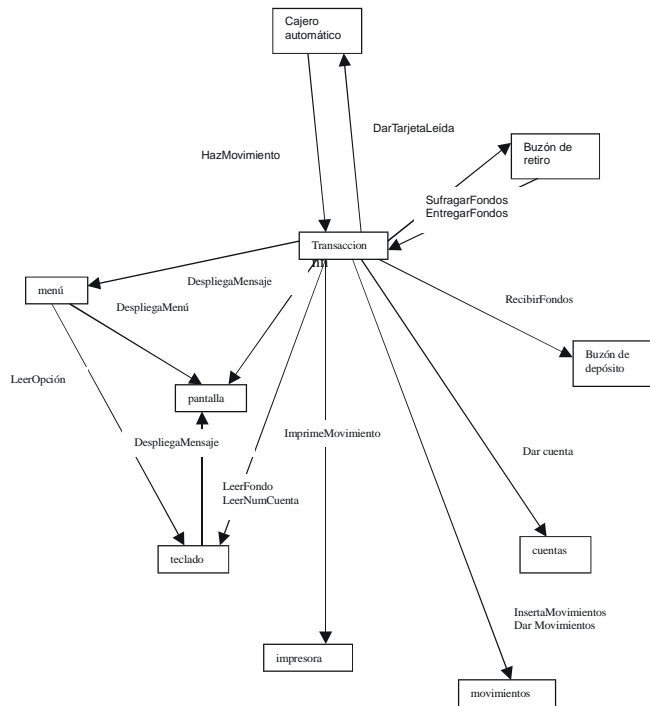 Cajero
automático
DarTarjetaLeída
HazMovimiento
Buzón de
retiro
SufragarFondos
EntregarFondos
Transaccion
menú
DespliegaMensaje
DespliegaMenú
RecibirFondos
Buzón de
depósito
LeerOpción
pantalla
DespliegaMensaje
ImprimeMovimiento
Dar cuenta
LeerFondo
LeerNumCuenta
teclado
cuentas
InsertaMovimientos
Dar Movimientos
impresora
movimientos